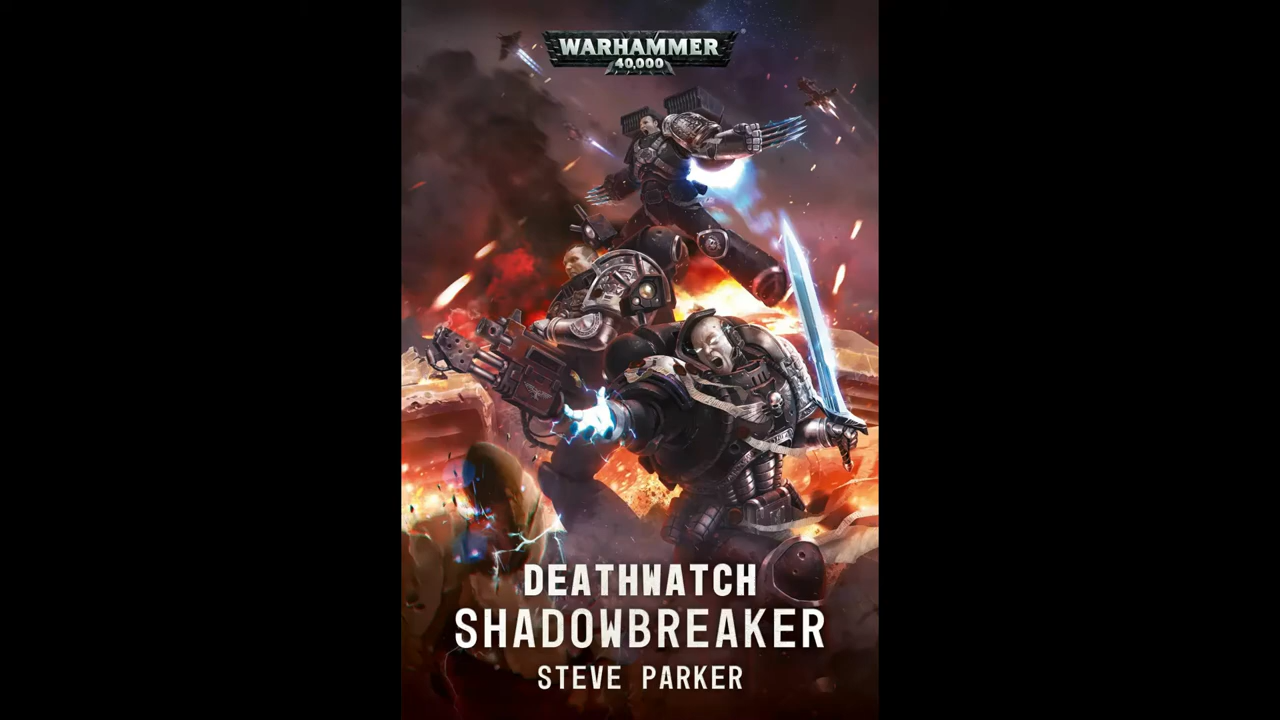 WARHAMMER
40,000
DEATHWATCH
SHADOWBREAKER
STEVE PARKER